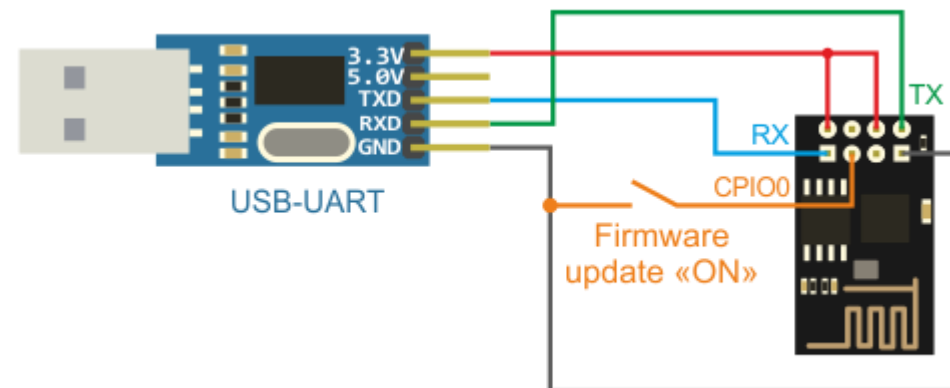 3.3V
5.0V
TXD
RXD
GND
USB-UART
TX
RX
CPIO0
Firmware
update «ON»